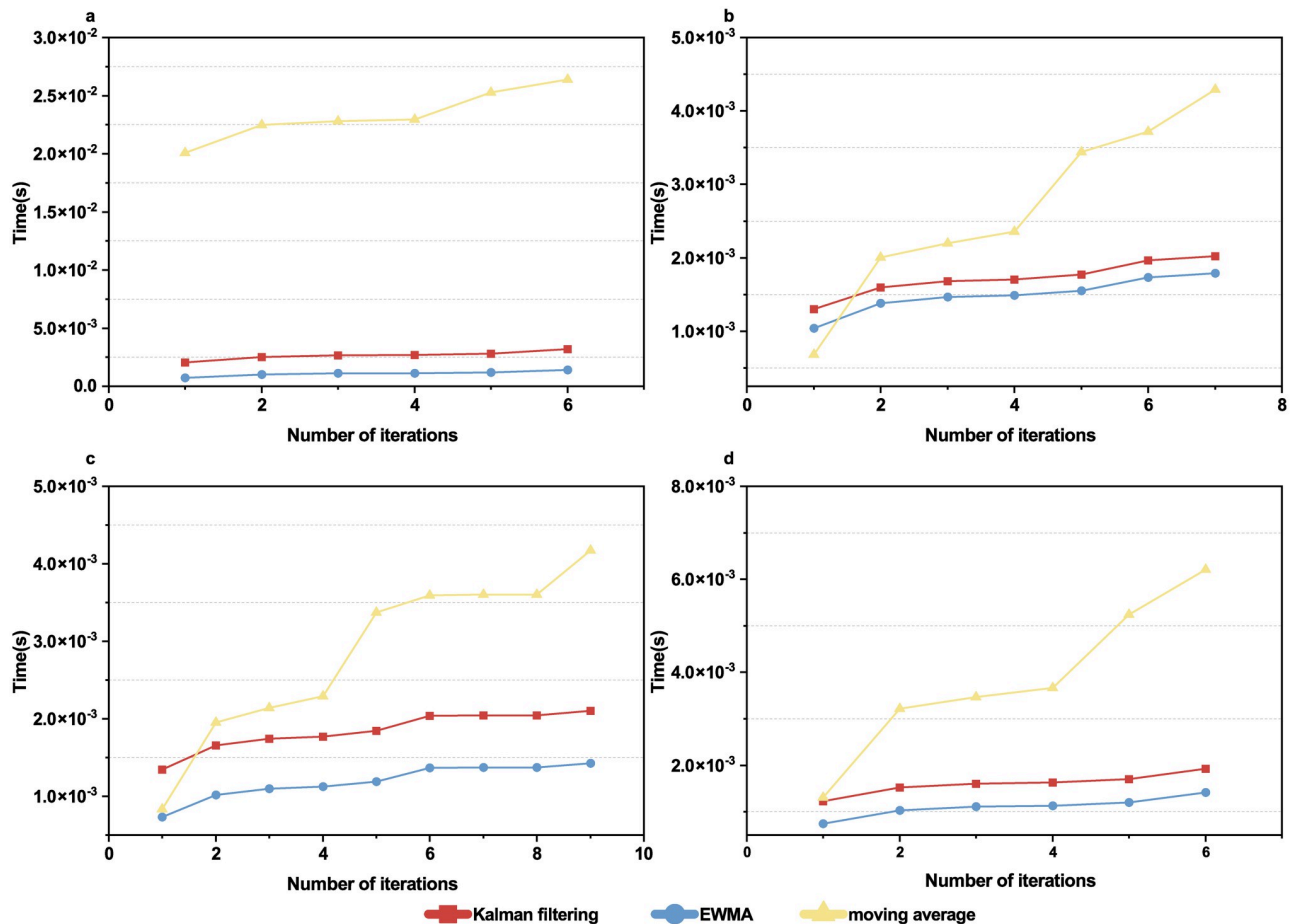 a
3.0×10⁻²
2.5×10⁻²
2.0×10⁻²
1.5×10⁻²
1.0×10⁻²
5.0×10⁻³
0.0
Time(s)
0 2 4 6
Number of iterations
b
5.0×10⁻³
4.0×10⁻³
3.0×10⁻³
2.0×10⁻³
1.0×10⁻³
Time(s)
0 2 4 6 8
Number of iterations
c
5.0×10⁻³
4.0×10⁻³
3.0×10⁻³
2.0×10⁻³
1.0×10⁻³
Time(s)
0 2 4 6 8 10
Number of iterations
d
8.0×10⁻³
6.0×10⁻³
4.0×10⁻³
2.0×10⁻³
Time(s)
0 2 4 6
Number of iterations
Kalman filtering EWMA moving average